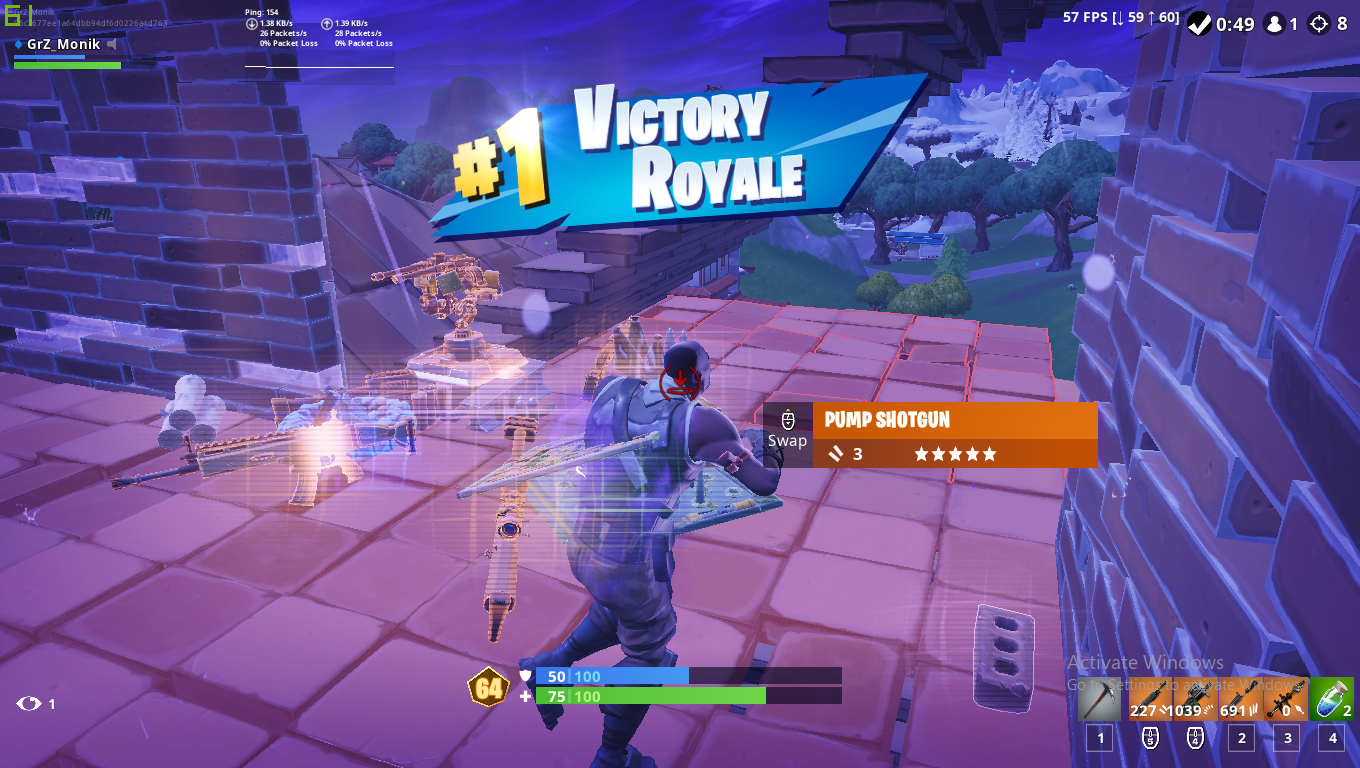 61
GrZ_Monik
Ping: 154
1.38 KB/s
1.39 KB/s
26 Packets/s
28 Packets/s
0% Packet Loss
0% Packet Loss
57 FPS [↓ 59 ↑ 60]
0:49
1
8
#1 VICTORY
ROYALE
PUMP SHOTGUN
Swap
3
64
50 | 100
75 | 100
1
Activate Windows
Go to Settings to activate Windows.
227
1039
691
0
2
1
5
4
2
3
4